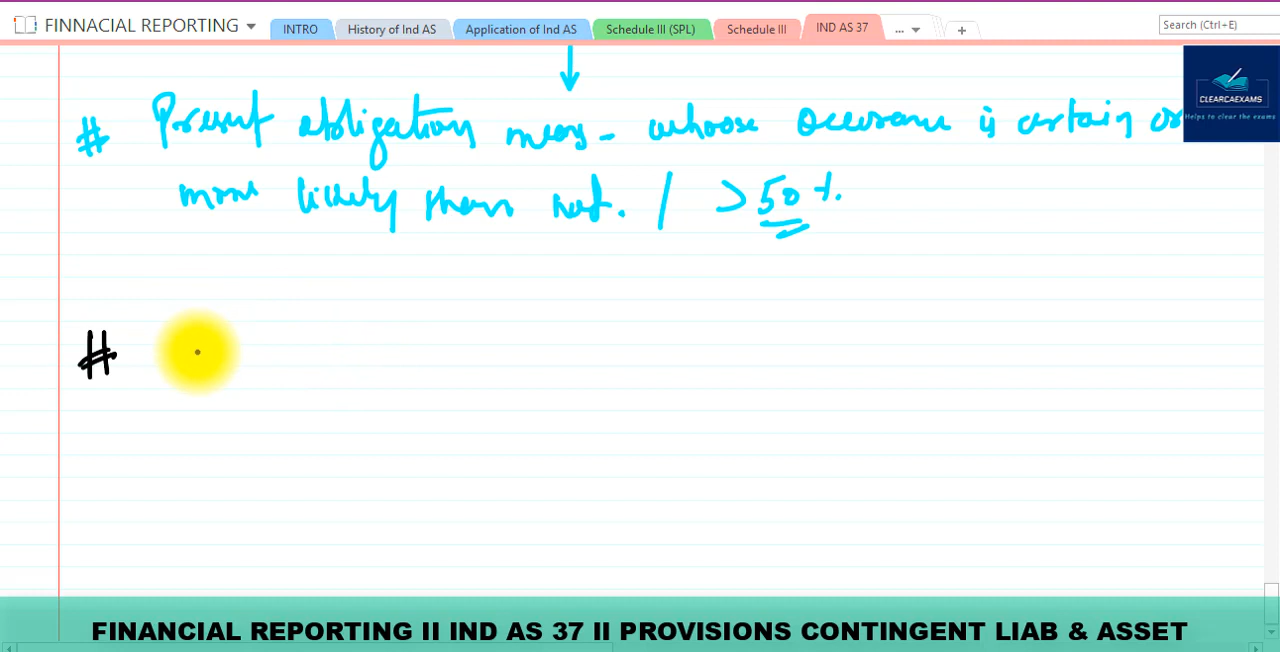 FINNACIAL REPORTING
INTRO
History of Ind AS
Application of Ind AS
Schedule III (SPL)
Schedule III
IND AS 37
...
Search (Ctrl+E)
CLEARCAEXAMS
Helps to clear the exams
# Present obligation means - whose occurance is certain or
more likely than not. / > 50 %.
#
FINANCIAL REPORTING II IND AS 37 II PROVISIONS CONTINGENT LIAB & ASSET